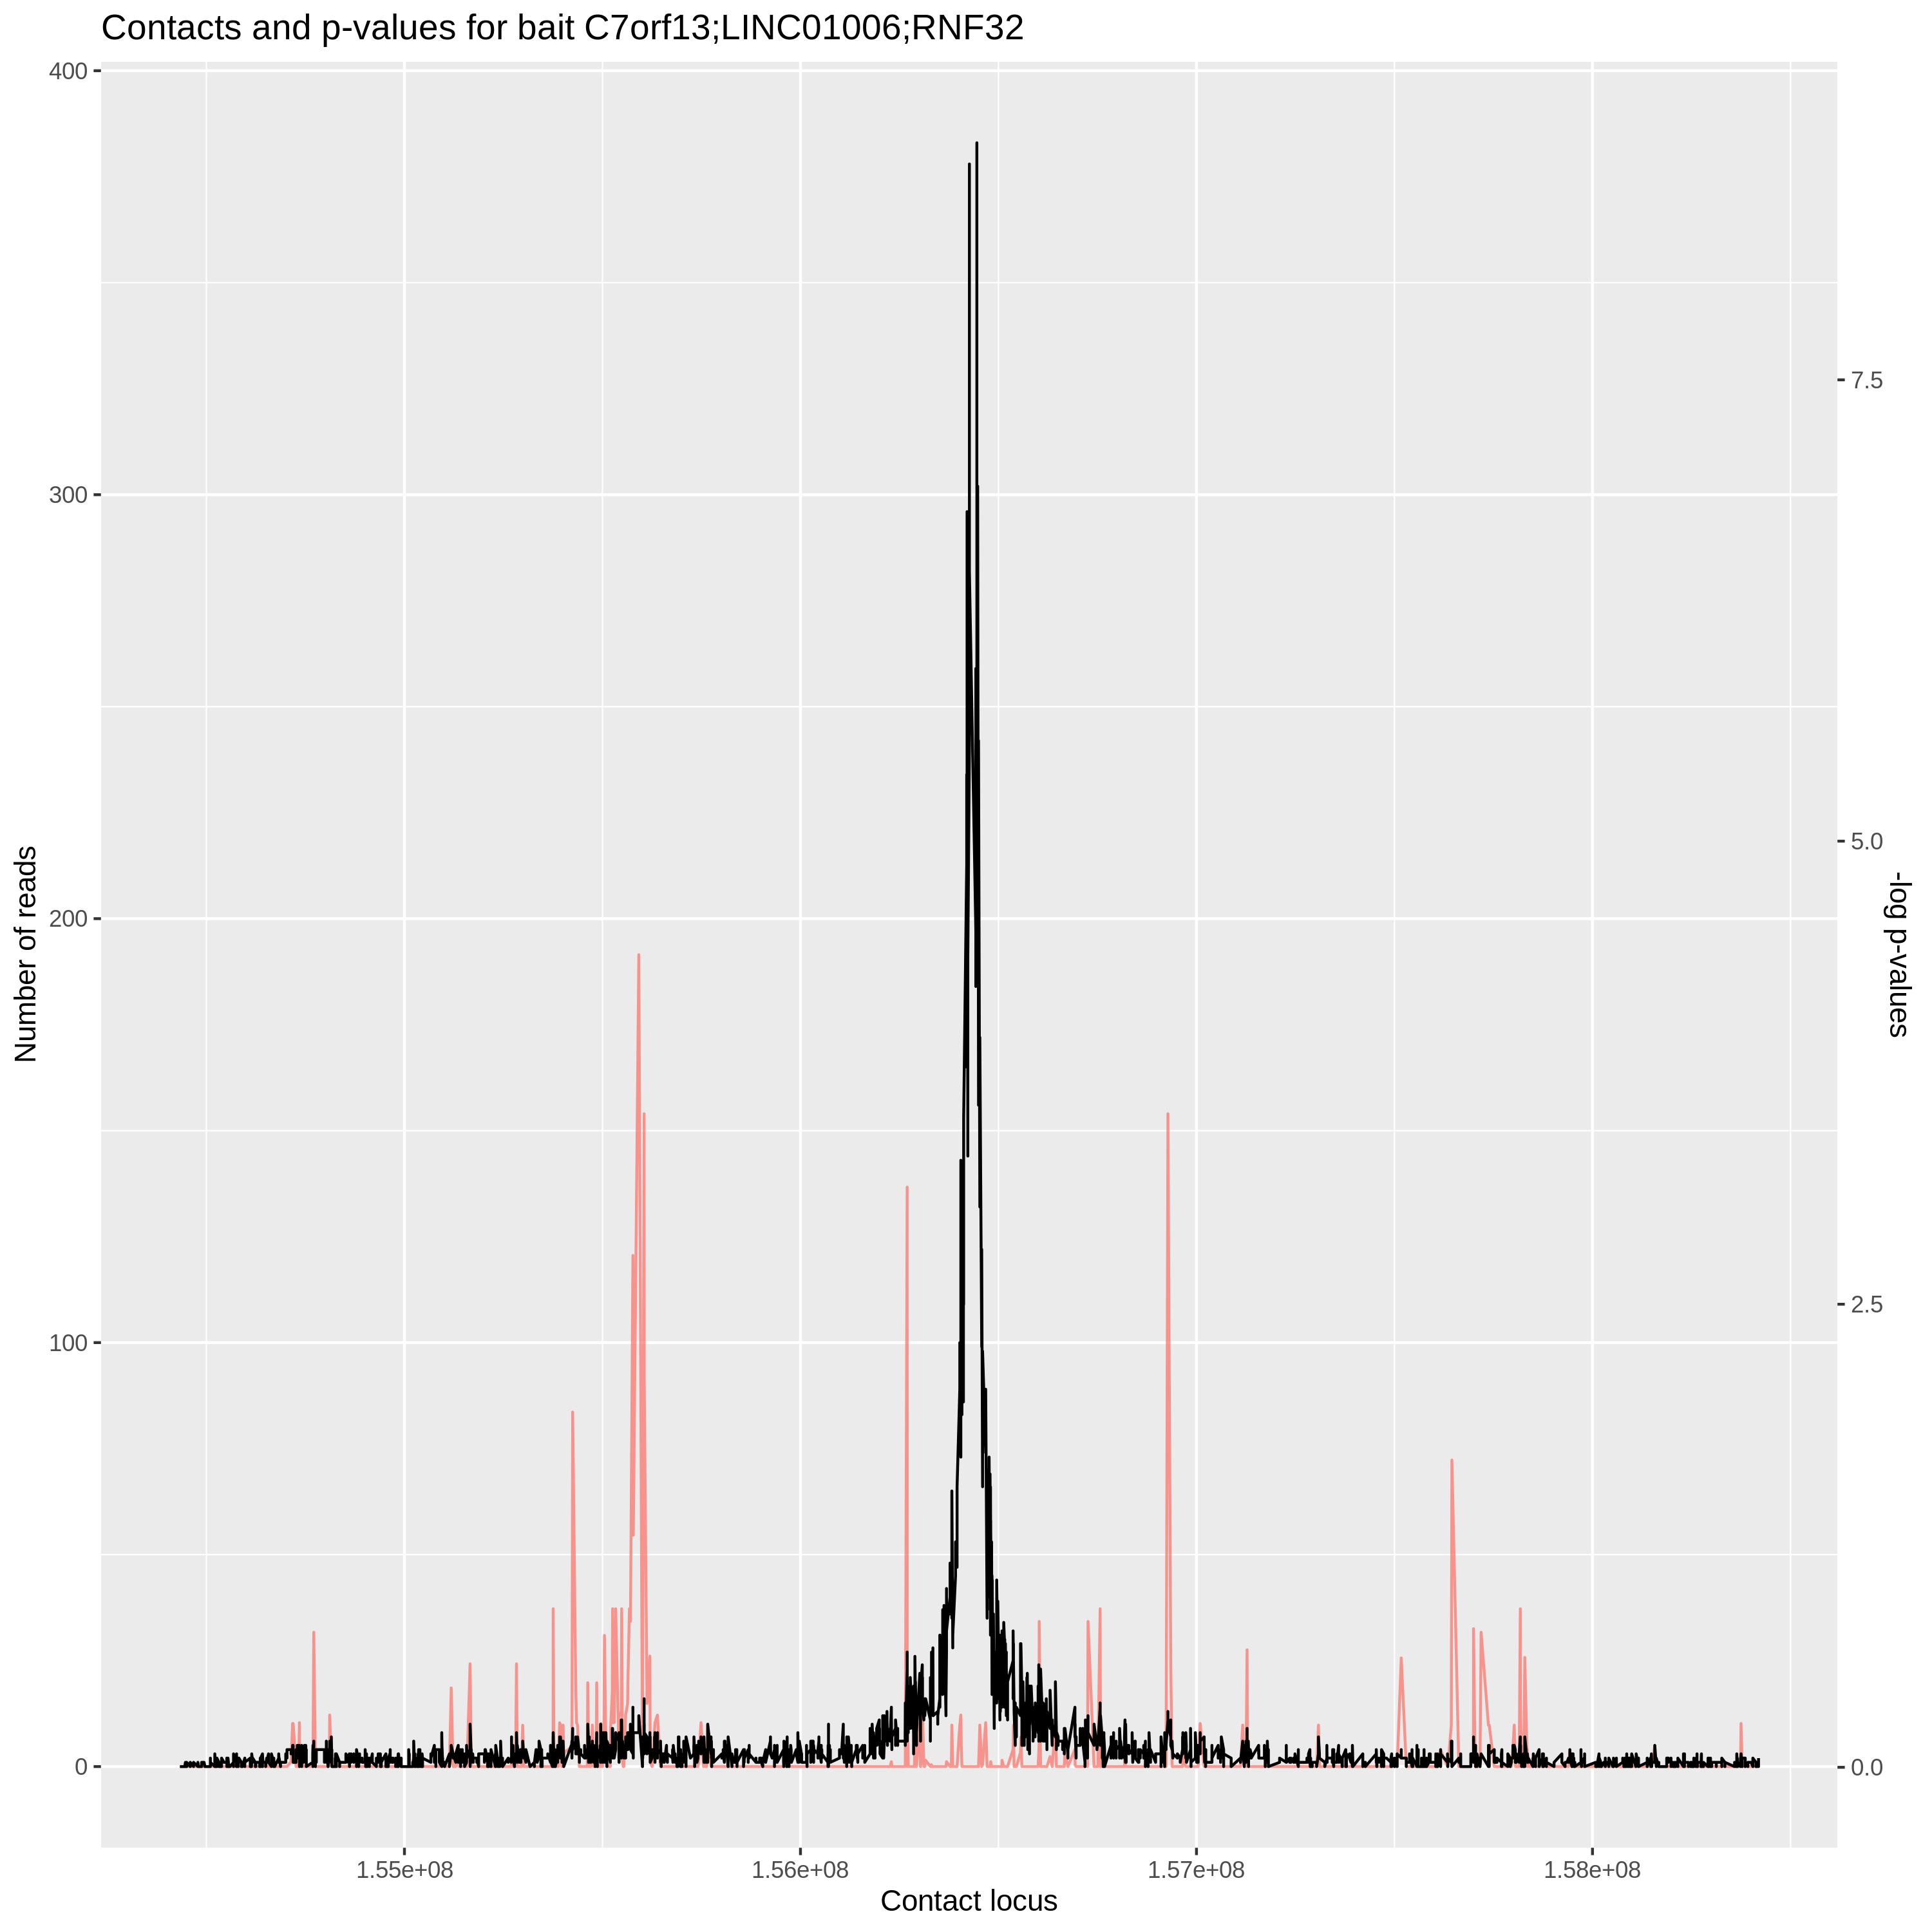 Contacts and p-values for bait C7orf13;LINC01006;RNF32
400
300
200
100
0
Number of reads
7.5
5.0
2.5
0.0
-log p-values
1.55e+08
1.56e+08
1.57e+08
1.58e+08
Contact locus